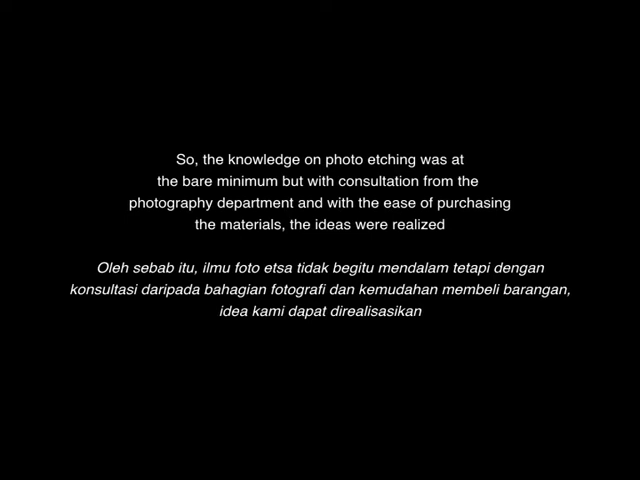 So, the knowledge on photo etching was at
the bare minimum but with consultation from the
photography department and with the ease of purchasing
the materials, the ideas were realized
Oleh sebab itu, ilmu foto etsa tidak begitu mendalam tetapi dengan
konsultasi daripada bahagian fotografi dan kemudahan membeli barangan,
idea kami dapat direalisasikan